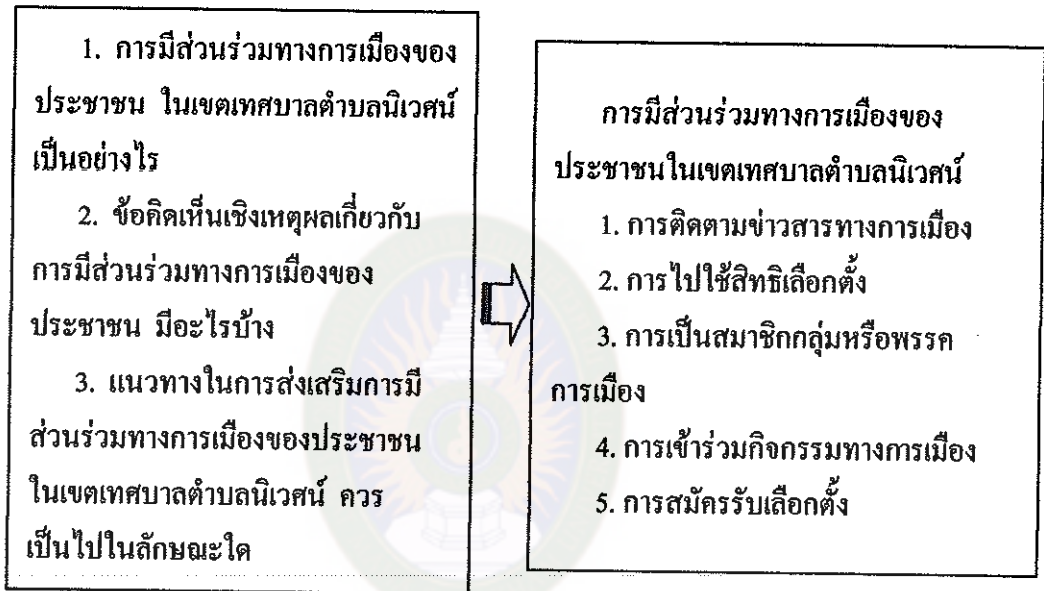 1. การมีส่วนร่วมทางการเมืองของ
ประชาชน ในเขตเทศบาลตำบลนิเวศน์
เป็นอย่างไร
2. ข้อคิดเห็นเชิงเหตุผลเกี่ยวกับ
การมีส่วนร่วมทางการเมืองของ
ประชาชน มีอะไรบ้าง
3. แนวทางในการส่งเสริมการมี
ส่วนร่วมทางการเมืองของประชาชน
ในเขตเทศบาลตำบลนิเวศน์ ควร
เป็นไปในลักษณะใด
การมีส่วนร่วมทางการเมืองของ
ประชาชนในเขตเทศบาลตำบลนิเวศน์
1. การติดตามข่าวสารทางการเมือง
2. การไปใช้สิทธิเลือกตั้ง
3. การเป็นสมาชิกกลุ่มหรือพรรค
การเมือง
4. การเข้าร่วมกิจกรรมทางการเมือง
5. การสมัครรับเลือกตั้ง